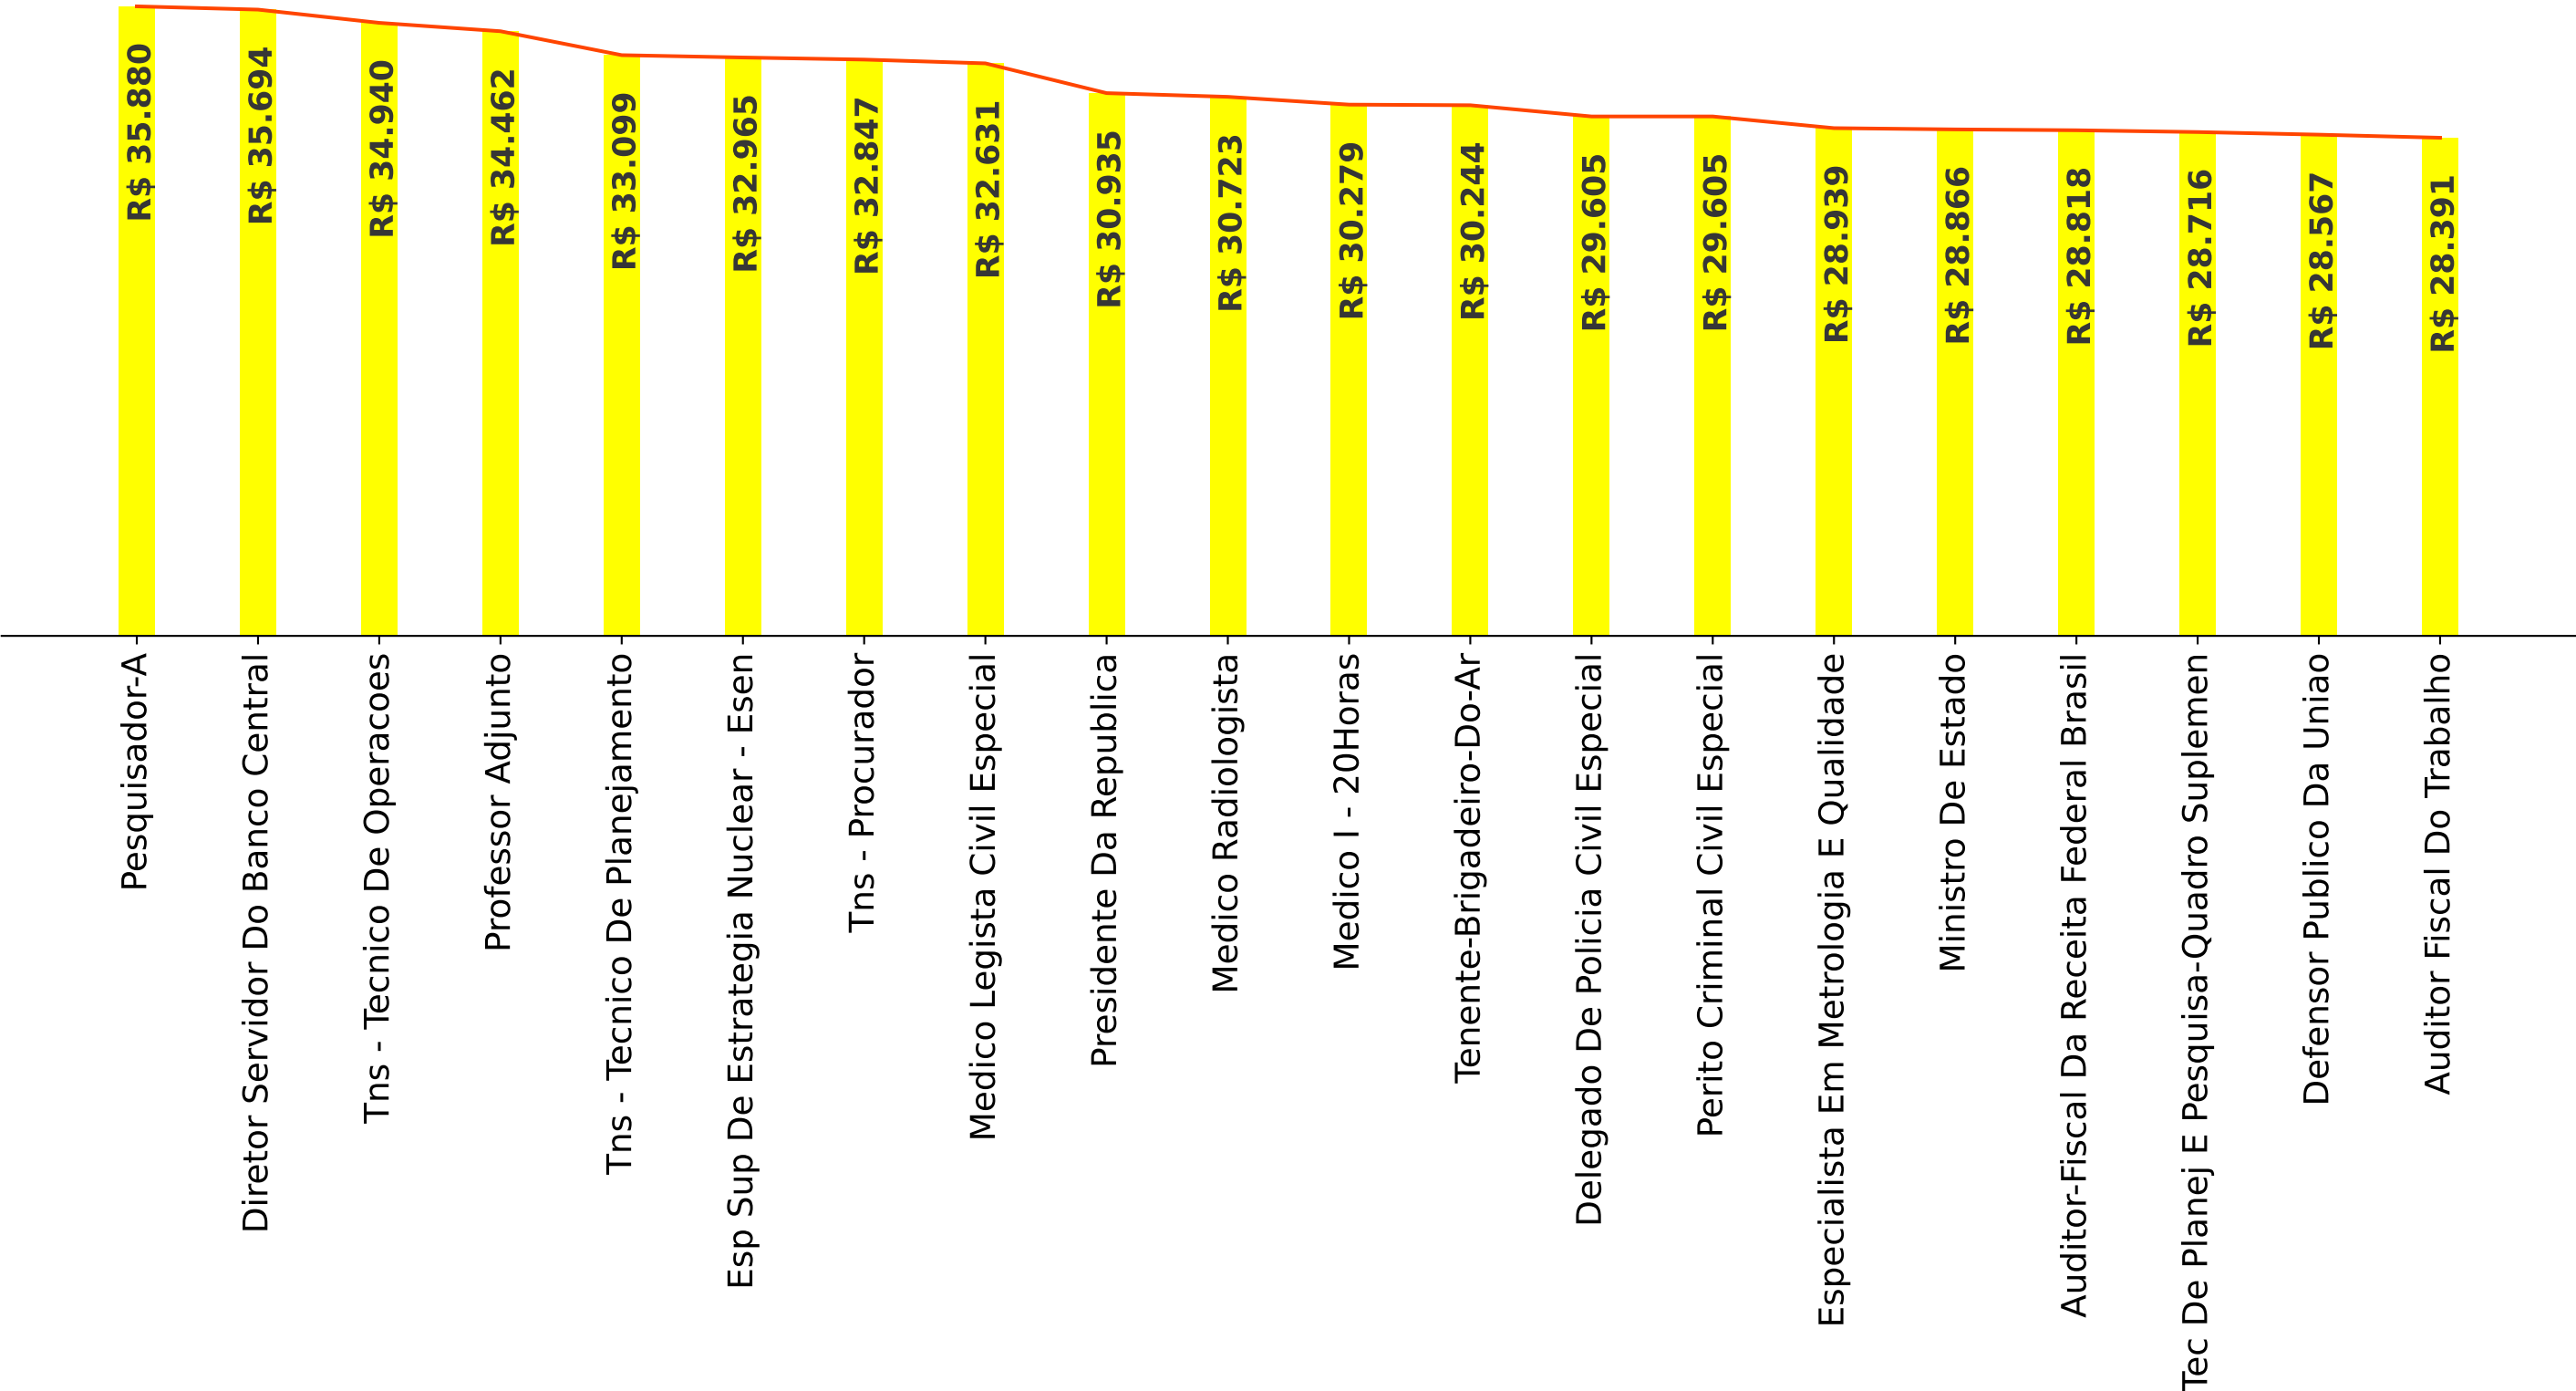 R$ 35.880
R$ 35.694
R$ 34.940
R$ 34.462
R$ 33.099
R$ 32.965
R$ 32.847
R$ 32.631
R$ 30.935
R$ 30.723
R$ 30.279
R$ 30.244
R$ 29.605
R$ 29.605
R$ 28.939
R$ 28.866
R$ 28.818
R$ 28.716
R$ 28.567
R$ 28.391
Pesquisador-A
Diretor Servidor Do Banco Central
Tns - Tecnico De Operacoes
Professor Adjunto
Tns - Tecnico De Planejamento
Esp Sup De Estrategia Nuclear - Esen
Tns - Procurador
Medico Legista Civil Especial
Presidente Da Republica
Medico Radiologista
Medico I - 20Horas
Tenente-Brigadeiro-Do-Ar
Delegado De Policia Civil Especial
Perito Criminal Civil Especial
Especialista Em Metrologia E Qualidade
Ministro De Estado
Auditor-Fiscal Da Receita Federal Brasil
Tec De Planej E Pesquisa-Quadro Suplemen
Defensor Publico Da Uniao
Auditor Fiscal Do Trabalho